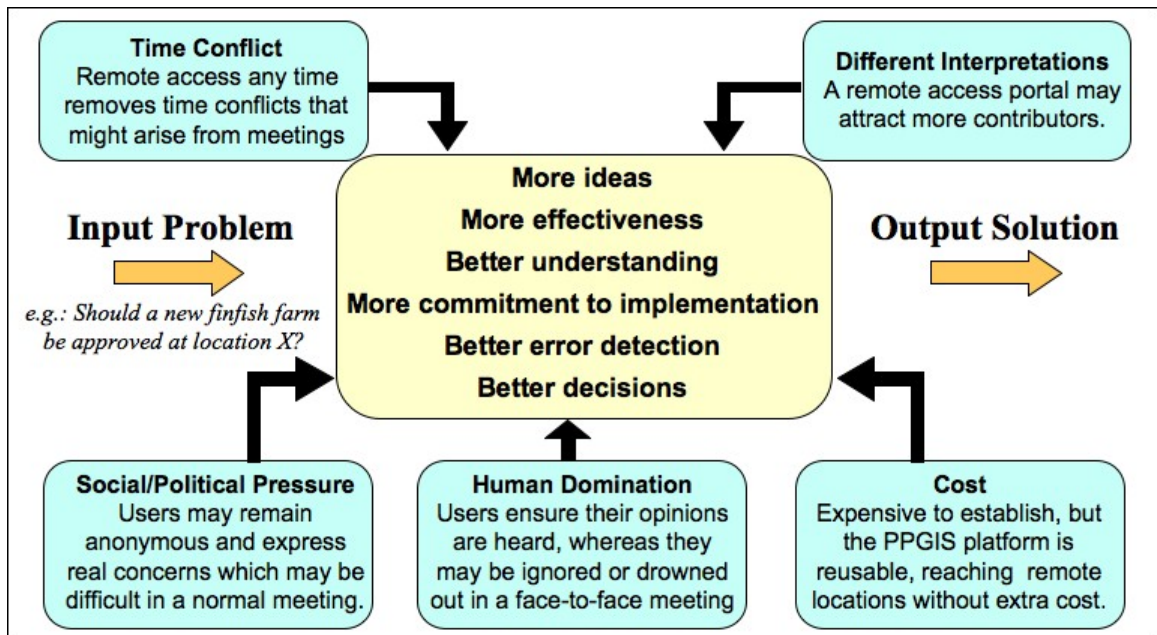 Time Conflict
Remote access any time
removes time conflicts that
might arise from meetings
Different Interpretations
A remote access portal may
attract more contributors.
Input Problem
e.g.: Should a new finfish farm
be approved at location X?
More ideas
More effectiveness
Better understanding
More commitment to implementation
Better error detection
Better decisions
Output Solution
Social/Political Pressure
Users may remain
anonymous and express
real concerns which may be
difficult in a normal meeting.
Human Domination
Users ensure their opinions
are heard, whereas they
may be ignored or drowned
out in a face-to-face meeting
Cost
Expensive to establish, but
the PPGIS platform is
reusable, reaching remote
locations without extra cost.